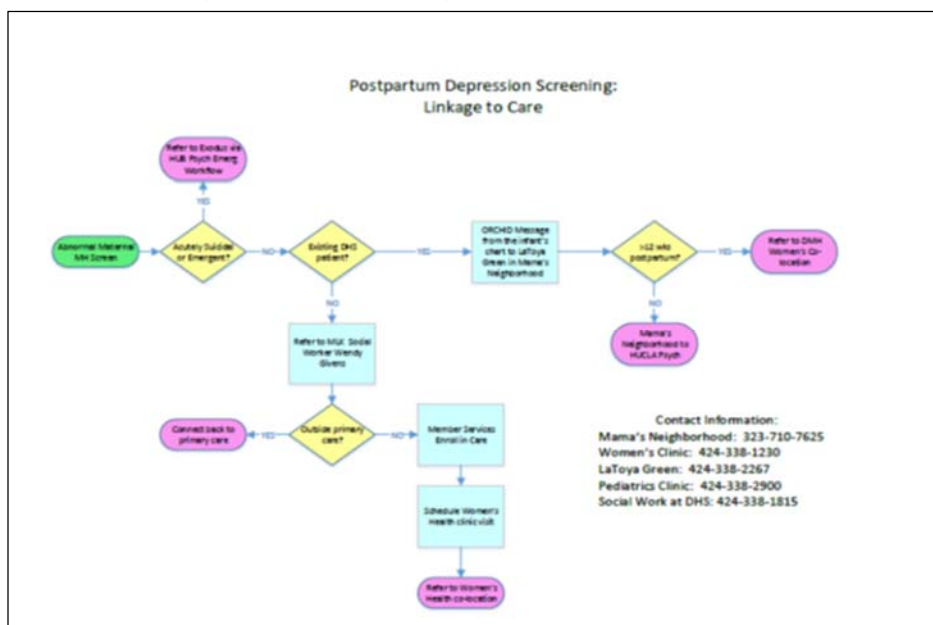 Postpartum Depression Screening:
Linkage to Care
Refer to Exodus via
HUB Psych Emerg
Workflow
YES
Abnormal Maternal
MH Screen
Acutely Suicidal
or Emergent?
NO
Existing DHS
patient?
YES
ORCHID Message
from the infant's
chart to LaToya
Green in Mama's
Neighborhood
>12 wks
postpartum?
YES
Refer to DMH
Women's Co-
location
NO
Mama's
Neighborhood to
HUCLA Psych
NO
Refer to MLK Social
Worker Wendy
Givens
Outside primary
care?
YES
Connect back to
primary care
NO
Member Services
Enroll in Care
Schedule Women's
Health clinic visit
Refer to Women's
Health co-location
Contact Information:
Mama's Neighborhood: 323-710-7625
Women's Clinic: 424-338-1230
LaToya Green: 424-338-2267
Pediatrics Clinic: 424-338-2900
Social Work at DHS: 424-338-1815